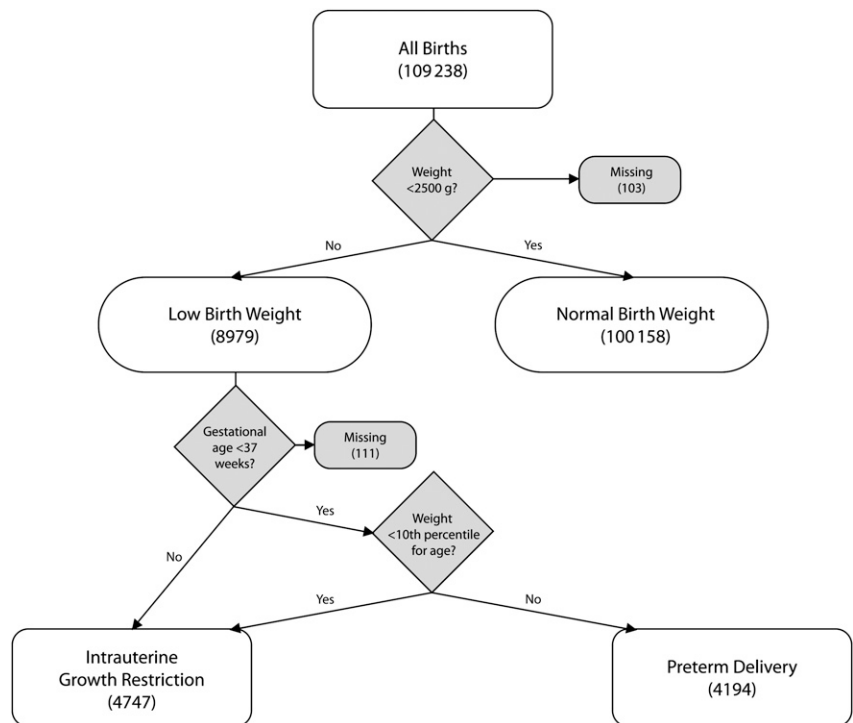 All Births
(109 238)
Weight
<2500 g?
Missing
(103)
No
Yes
Low Birth Weight
(8979)
Normal Birth Weight
(100 158)
Gestational
age <37
weeks?
Missing
(111)
Yes
Weight
<10th percentile
for age?
No
Yes
No
Intrauterine
Growth Restriction
(4747)
Preterm Delivery
(4194)